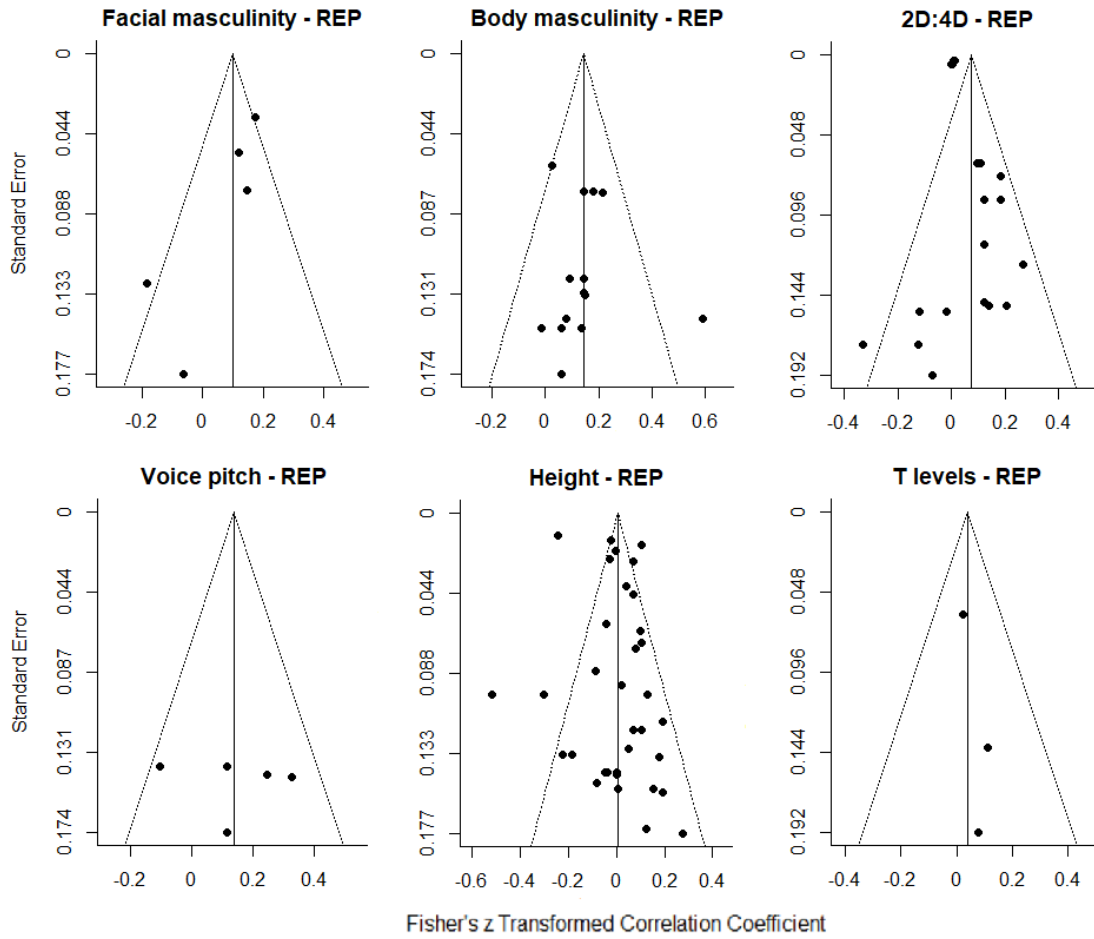 Facial masculinity - REP
Body masculinity - REP
2D:4D - REP
Standard Error
0
0.044
0.088
0.133
0.177
-0.2 0 0.2 0.4
0
0.044
0.087
0.131
0.174
-0.2 0 0.2 0.4 0.6
0
0.048
0.096
0.144
0.192
-0.4 -0.2 0 0.2 0.4
Voice pitch - REP
Height - REP
T levels - REP
Standard Error
0
0.044
0.087
0.131
0.174
-0.2 0 0.2 0.4
0
0.044
0.088
0.133
0.177
-0.6 -0.4 -0.2 0 0.2 0.4
0
0.048
0.096
0.144
0.192
-0.4 -0.2 0 0.2 0.4
Fisher's z Transformed Correlation Coefficient